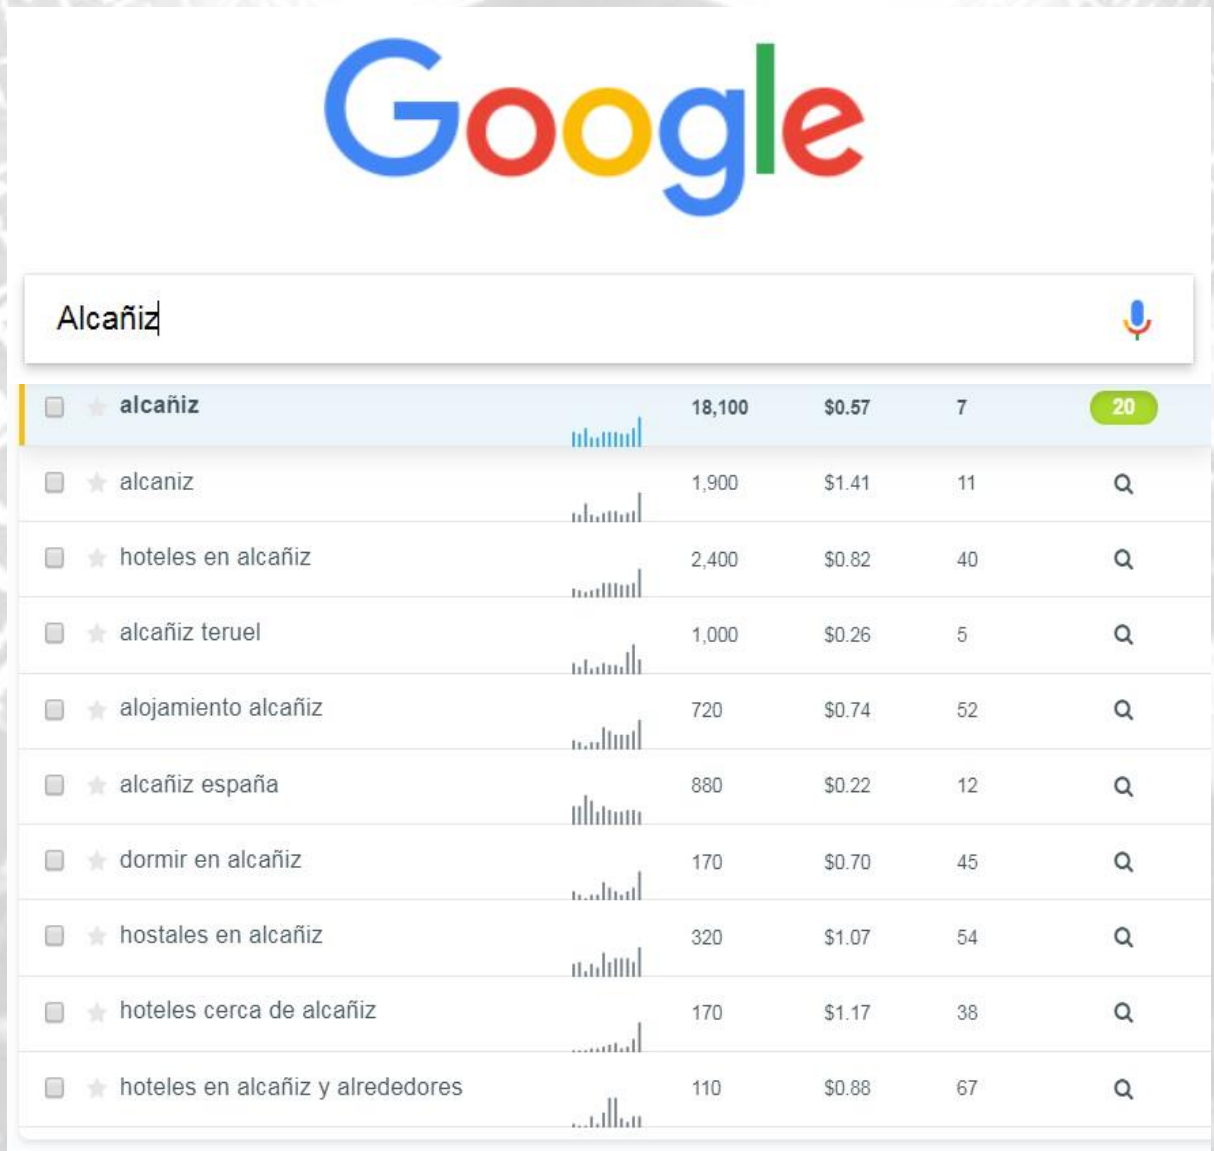 Google
Alcañiz
alcañiz 18,100 $0.57 7 20
alcaniz 1,900 $1.41 11
hoteles en alcañiz 2,400 $0.82 40
alcañiz teruel 1,000 $0.26 5
alojamiento alcañiz 720 $0.74 52
alcañiz españa 880 $0.22 12
dormir en alcañiz 170 $0.70 45
hostales en alcañiz 320 $1.07 54
hoteles cerca de alcañiz 170 $1.17 38
hoteles en alcañiz y alrededores 110 $0.88 67